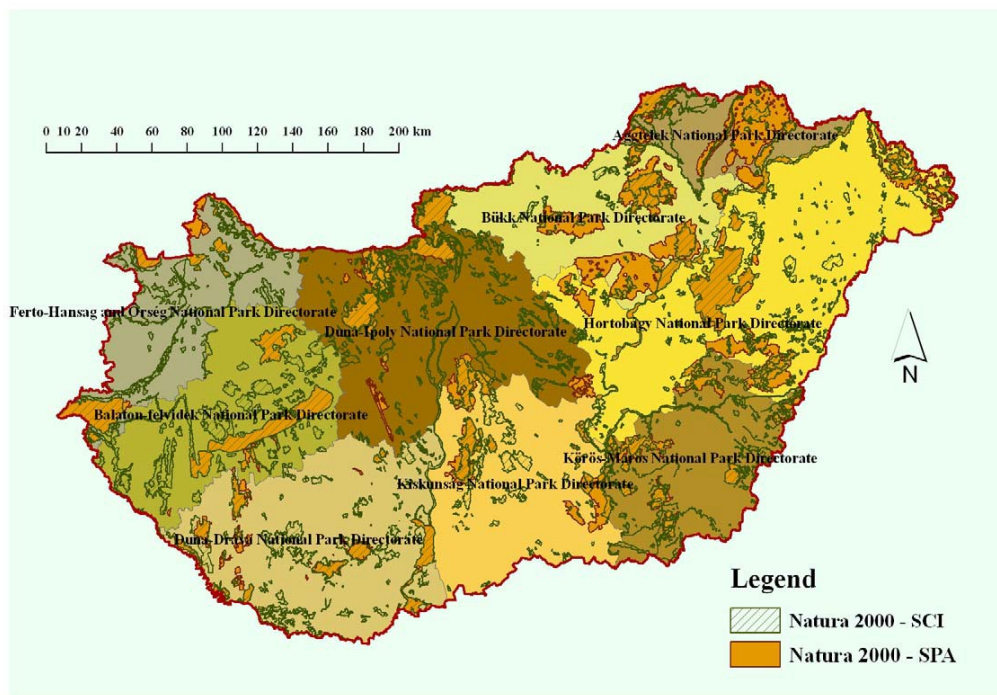 0 10 20 40 60 80 100 120 140 160 180 200 km
Aggtelek National Park Directorate
Bükk National Park Directorate
Ferto-Hansag and Orseg National Park Directorate
Duna-Ipoly National Park Directorate
Hortobagy National Park Directorate
N
Balaton-felvidek National Park Directorate
Körös-Maros National Park Directorate
Kiskunság National Park Directorate
Duna-Drava National Park Directorate
Legend
Natura 2000 - SCI
Natura 2000 - SPA